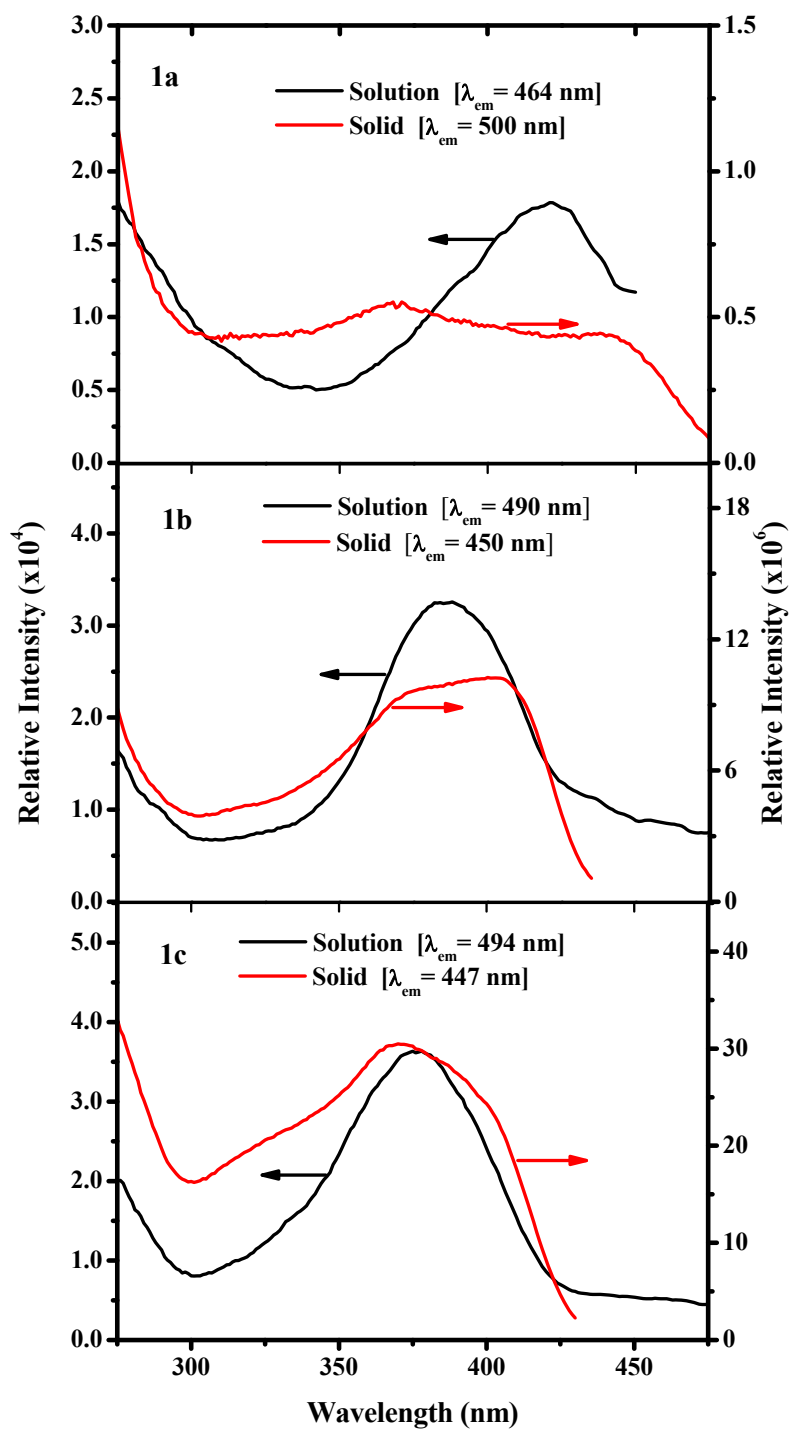 1a
Solution [λem= 464 nm]
Solid [λem= 500 nm]
3.0
2.5
2.0
1.5
1.0
0.5
0.0
1.5
1.0
0.5
0.0
1b
Solution [λem= 490 nm]
Solid [λem= 450 nm]
4.0
3.0
2.0
1.0
0.0
18
12
6
0
Relative Intensity (x10⁴)
Relative Intensity (x10⁶)
1c
Solution [λem= 494 nm]
Solid [λem= 447 nm]
5.0
4.0
3.0
2.0
1.0
0.0
40
30
20
10
0
300 350 400 450
Wavelength (nm)